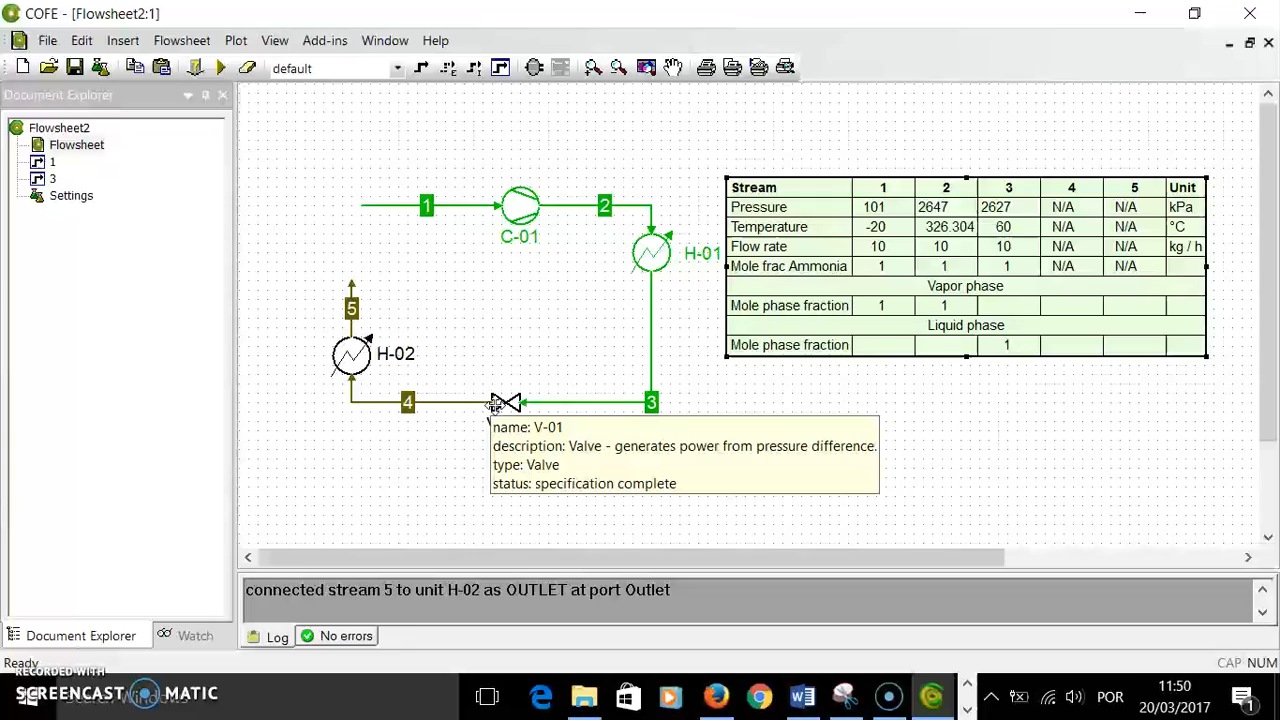 COFE - [Flowsheet2:1]
File Edit Insert Flowsheet Plot View Add-ins Window Help
default
Document Explorer
Flowsheet2
Flowsheet
1
3
Settings
1
2
C-01
H-01
5
H-02
4
3
Stream 1 2 3 4 5 Unit
Pressure 101 2647 2627 N/A N/A kPa
Temperature -20 326.304 60 N/A N/A °C
Flow rate 10 10 10 N/A N/A kg / h
Mole frac Ammonia 1 1 1 N/A N/A
Vapor phase
Mole phase fraction 1 1
Liquid phase
Mole phase fraction 1
name: V-01
description: Valve - generates power from pressure difference.
type: Valve
status: specification complete
connected stream 5 to unit H-02 as OUTLET at port Outlet
Document Explorer Watch
Log No errors
Ready
CAP NUM
RECORDED WITH
SCREENCAST MATIC
POR
11:50
20/03/2017
1